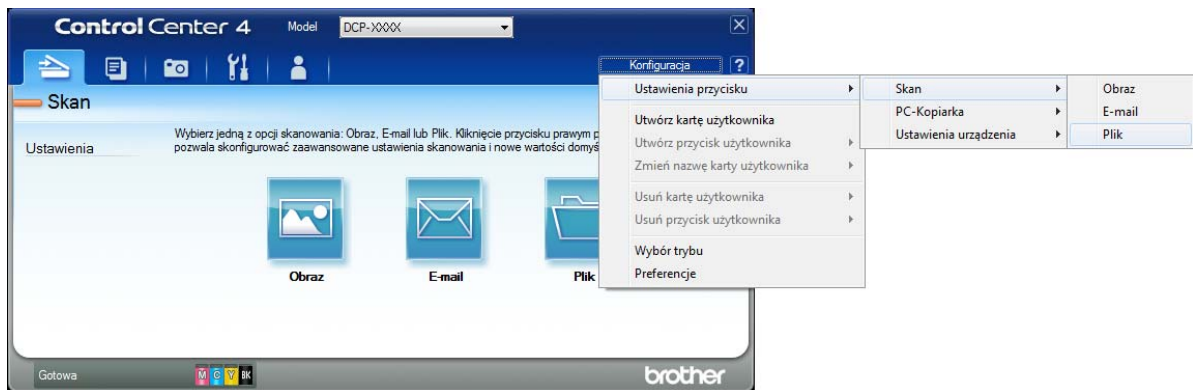 Control Center 4 Model DCP-XXXX
Konfiguracja ?
Skan
Ustawienia
Wybierz jedną z opcji skanowania: Obraz, E-mail lub Plik. Kliknięcie przycisku prawym
pozwala skonfigurować zaawansowane ustawienia skanowania i nowe wartości
Obraz
E-mail
Plik
Ustawienia przycisku
Utwórz kartę użytkownika
Utwórz przycisk użytkownika
Zmień nazwę karty użytkownika
Usuń kartę użytkownika
Usuń przycisk użytkownika
Wybór trybu
Preferencje
Skan
PC-Kopiarka
Ustawienia urządzenia
Obraz
E-mail
Plik
Gotowa M C Y BK brother